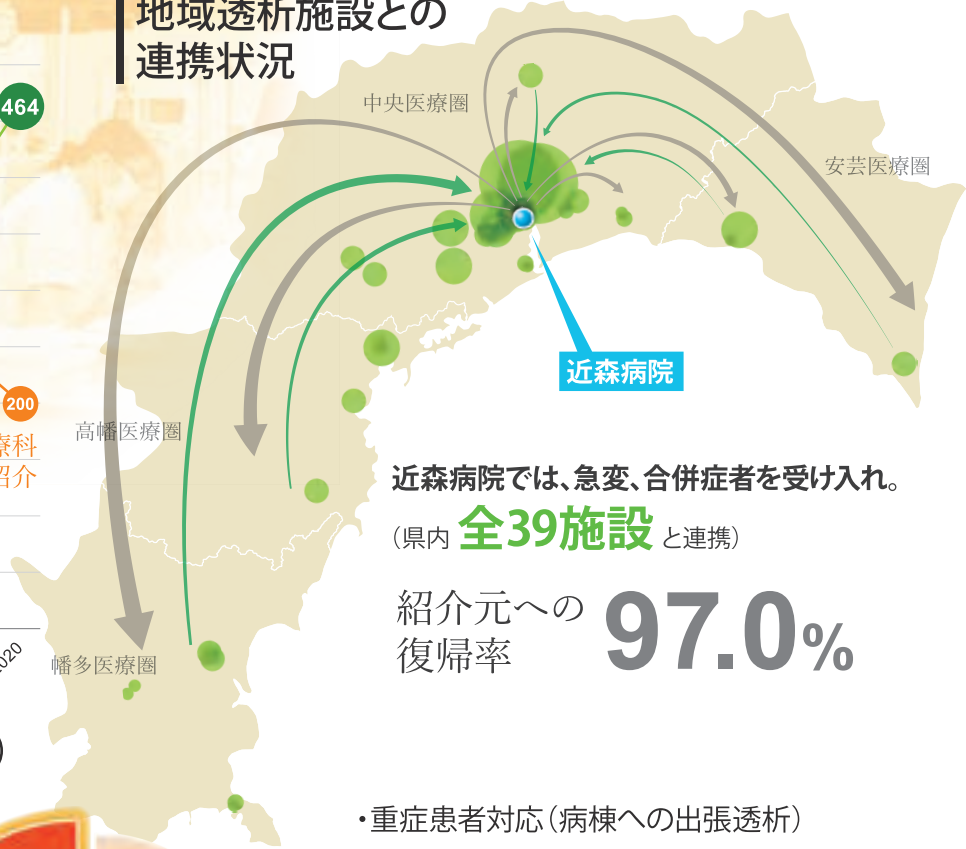 地域透析施設との
連携状況
464
中央医療圏
安芸医療圏
近森病院
200
療科
紹介
高幡医療圏
近森病院では、急変、合併症者を受け入れ。
（県内 全39施設 と連携）
紹介元への
復帰率
97.0%
2020
幡多医療圏
・重症患者対応（病棟への出張透析）